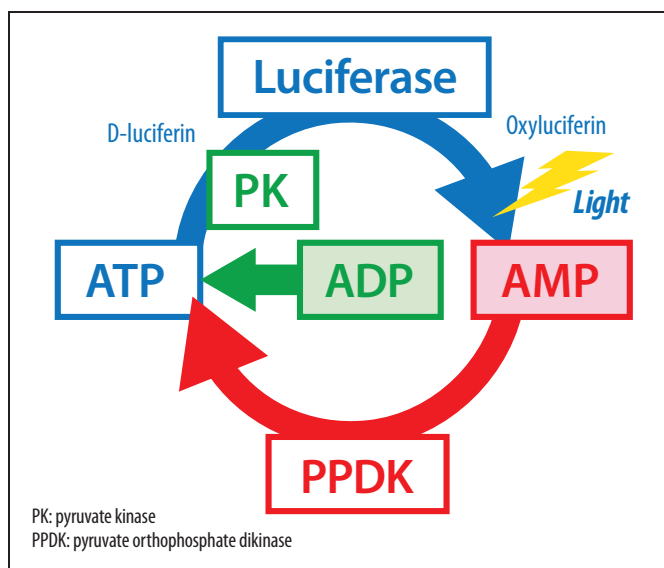 Luciferase
D-luciferin
Oxyluciferin
PK
Light
ATP
ADP
AMP
PPDK
PK: pyruvate kinase
PPDK: pyruvate orthophosphate dikinase